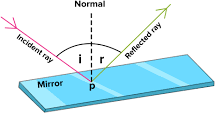 Normal
Incident ray
Reflected ray
i r
Mirror
P